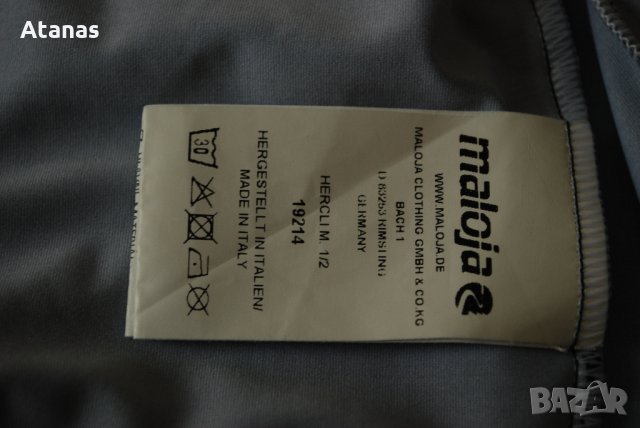 Atanas
maloja
WWW.MALOJA.DE
MALOJA CLOTHING GMBH & CO.KG
BACH 1
D 83253 RIMSTING
GERMANY
HERCLI M. 1/2
19214
HERGESTELLT IN ITALIEN/
MADE IN ITALY
30
BAZAR